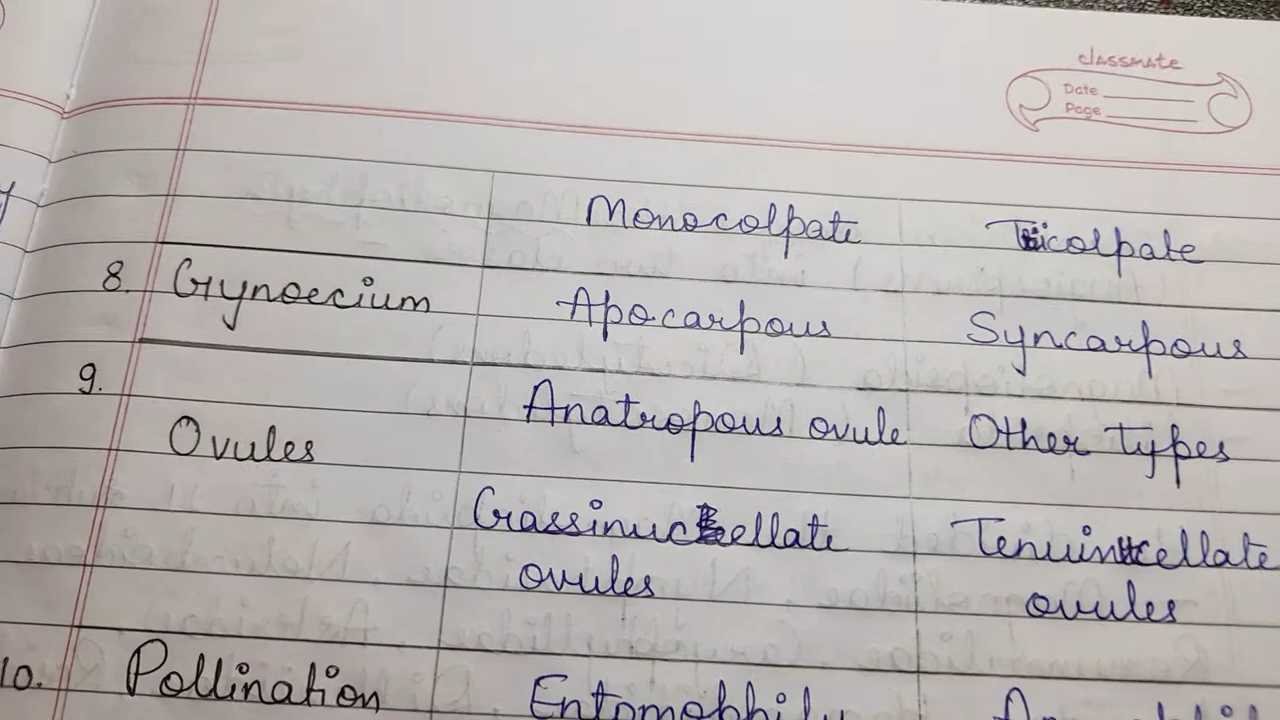 classmate
Date
Page
Monocolpate Tricolpate
8. Gynoecium Apocarpous Syncarpous
9. Anatropous ovule Other types
Ovules
Crassinucellate Tenuinucellate
ovules ovules
10. Pollination Entomophily